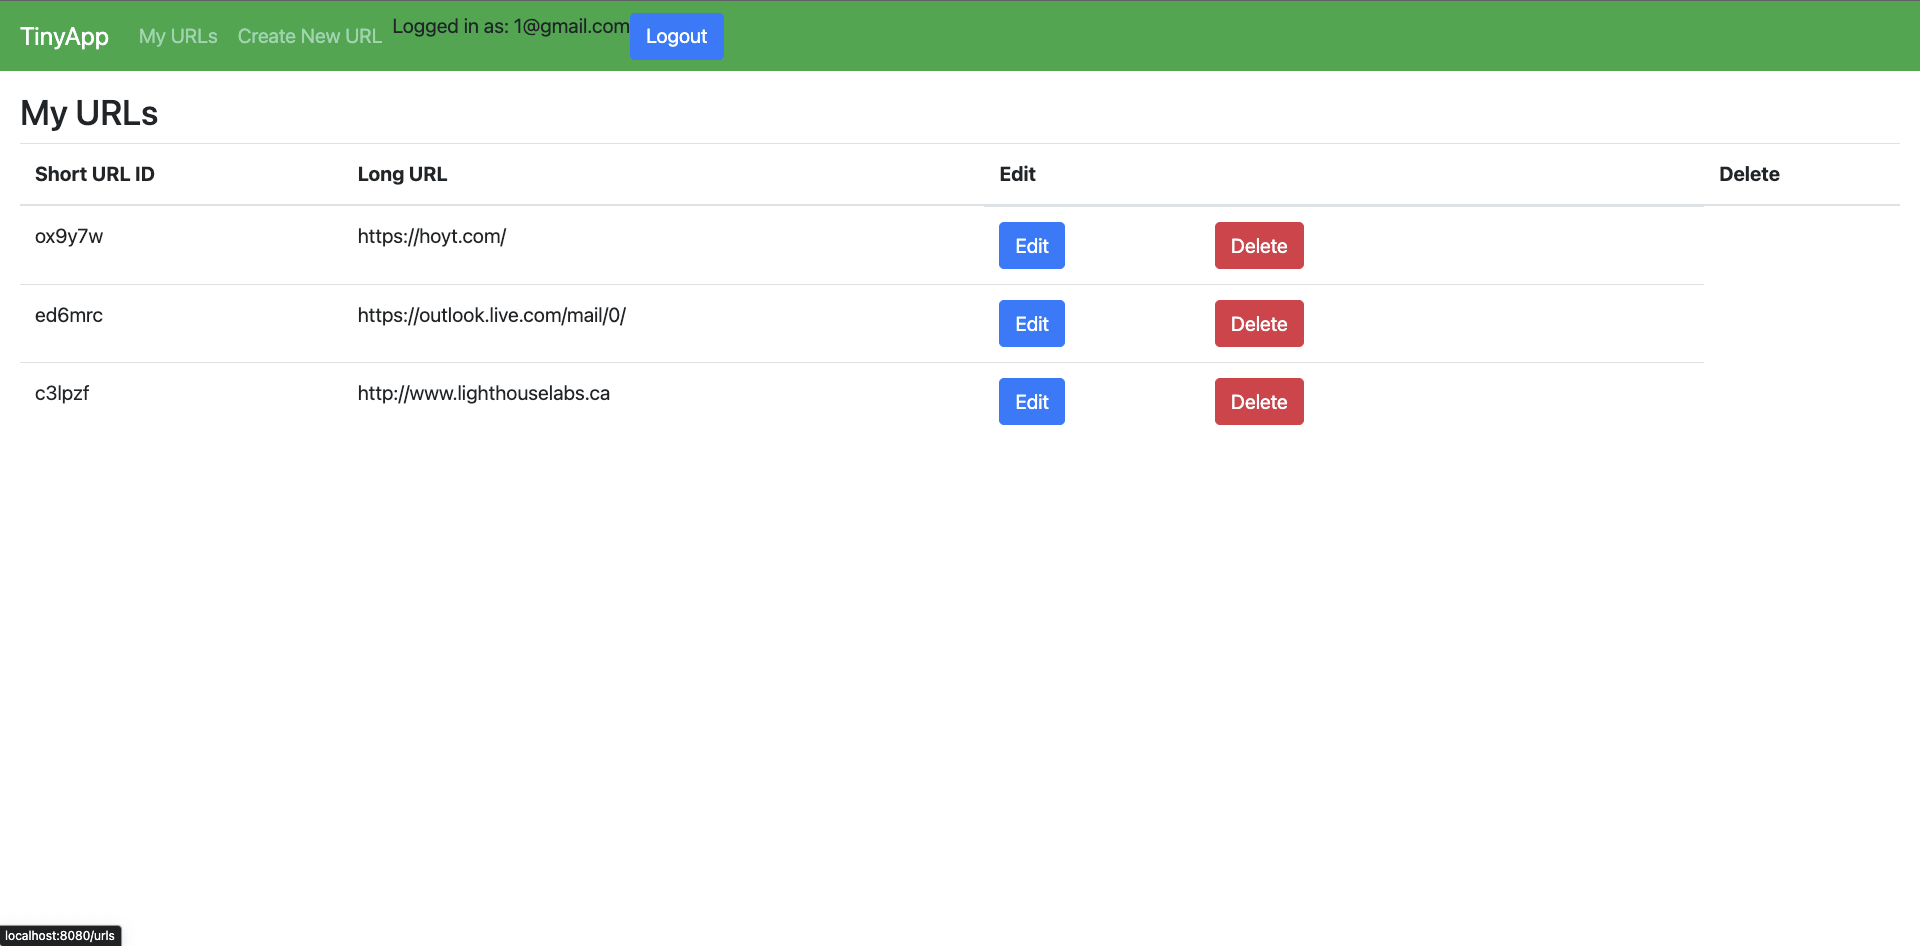 TinyApp My URLs Create New URL Logged in as: 1@gmail.com Logout
My URLs
Short URL ID Long URL Edit Delete
ox9y7w https://hoyt.com/ Edit Delete
ed6mrc https://outlook.live.com/mail/0/ Edit Delete
c3lpzf http://www.lighthouselabs.ca Edit Delete
localhost:8080/urls